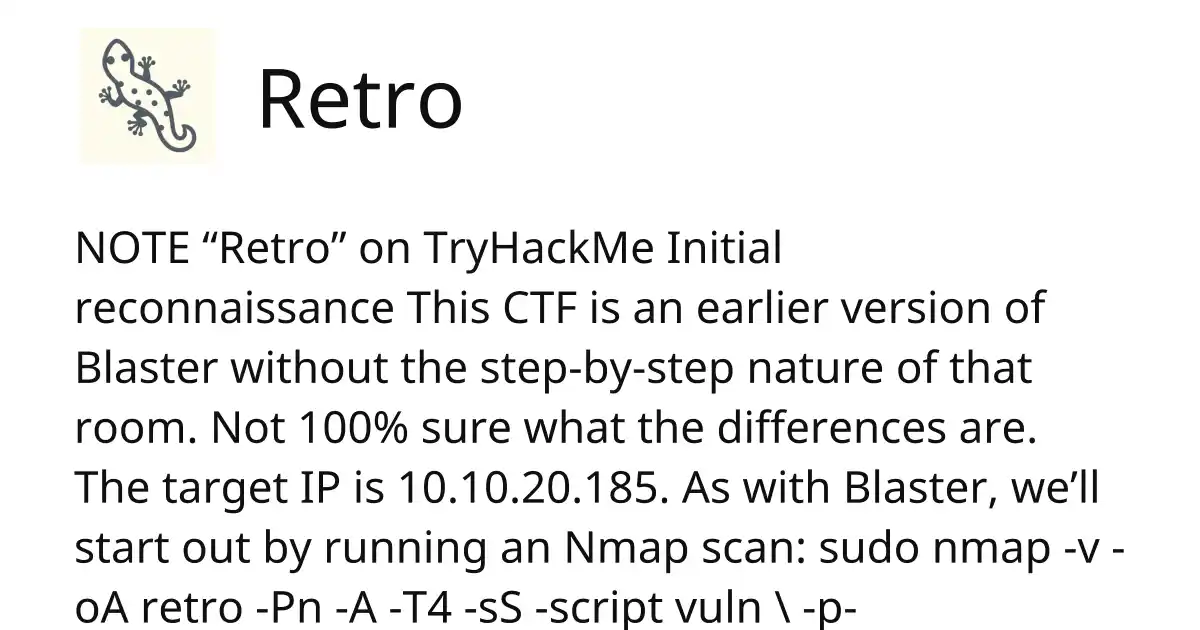 Retro
NOTE “Retro” on TryHackMe Initial
reconnaissance This CTF is an earlier version of
Blaster without the step-by-step nature of that
room. Not 100% sure what the differences are.
The target IP is 10.10.20.185. As with Blaster, we’ll
start out by running an Nmap scan: sudo nmap -v -
oA retro -Pn -A -T4 -sS -script vuln \ -p-